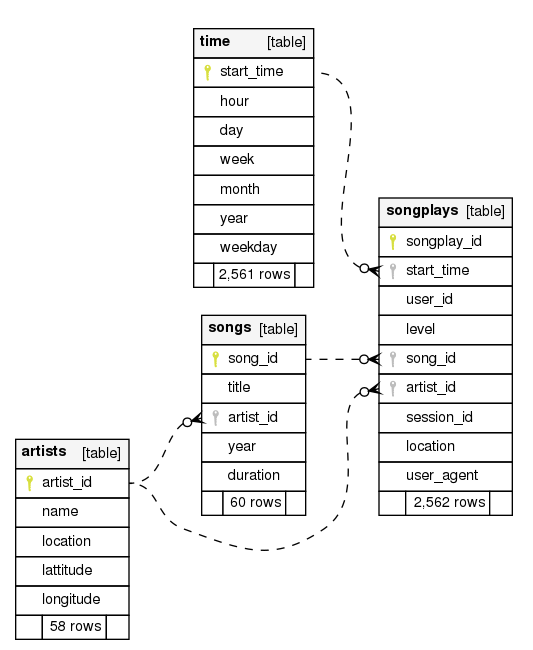 time [table]
start_time
hour
day
week
month
year
weekday
2,561 rows
songplays [table]
songplay_id
start_time
user_id
level
song_id
artist_id
session_id
location
user_agent
2,562 rows
songs [table]
song_id
title
artist_id
year
duration
60 rows
artists [table]
artist_id
name
location
lattitude
longitude
58 rows